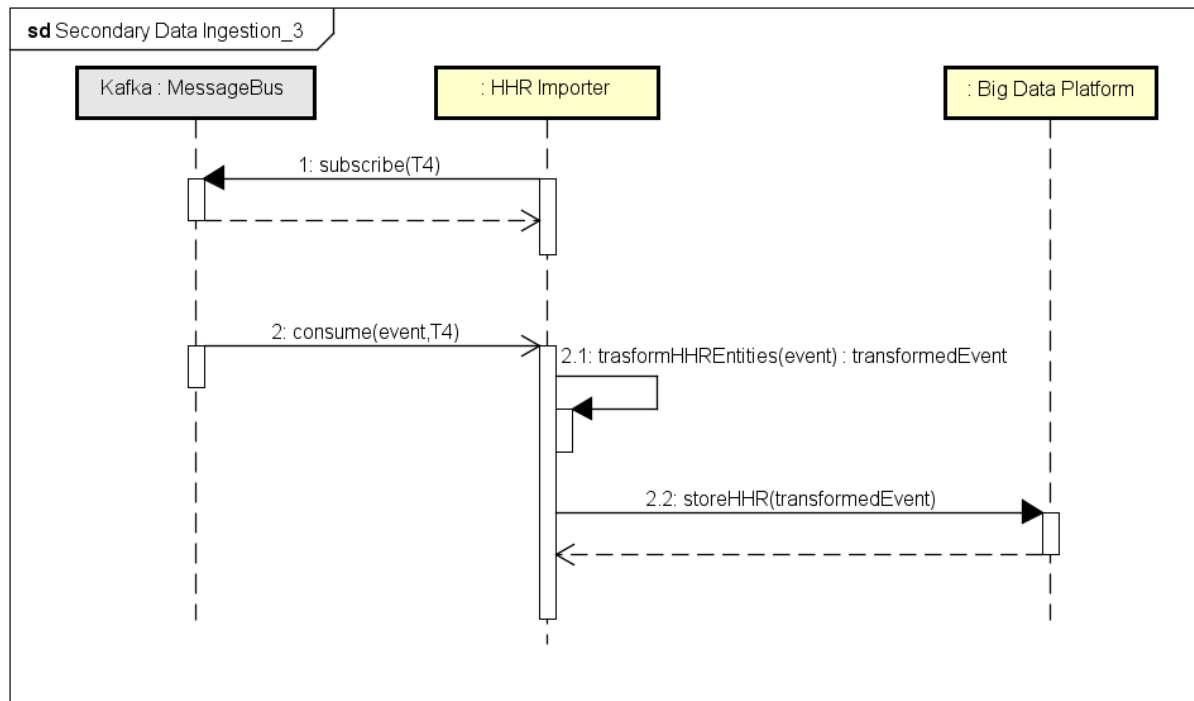 sd Secondary Data Ingestion_3
Kafka : MessageBus
: HHR Importer
: Big Data Platform
1: subscribe(T4)
2: consume(event,T4)
2.1: trasformHHREntities(event) : transformedEvent
2.2: storeHHR(transformedEvent)